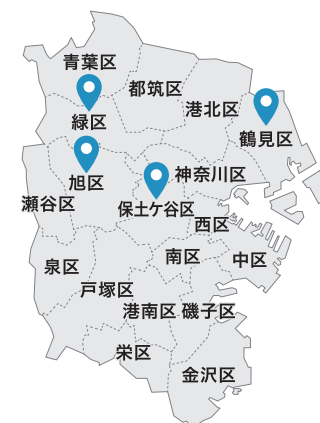 青葉区
都筑区
港北区
緑区
鶴見区
旭区
神奈川区
瀬谷区
保土ケ谷区
西区
南区
中区
泉区
戸塚区
港南区
磯子区
栄区
金沢区